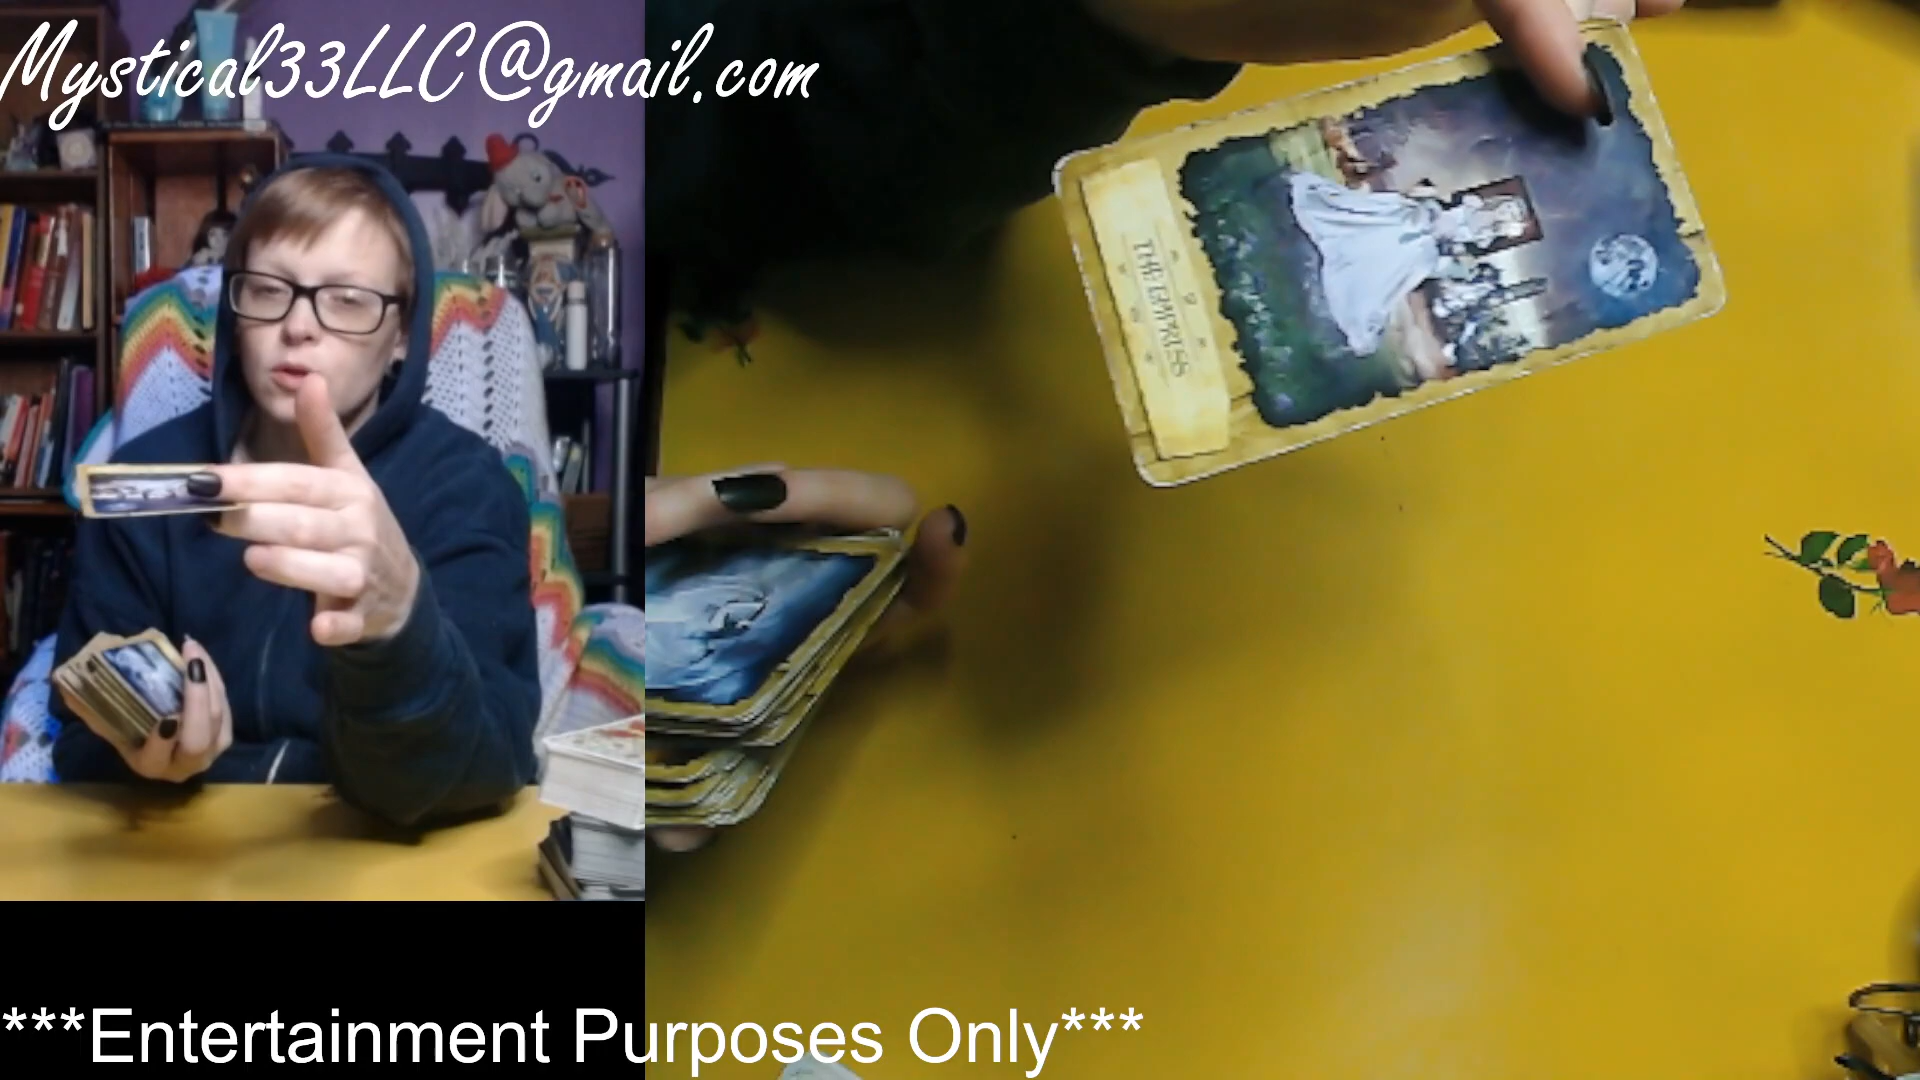 Mystical33LLC@gmail.com
THE EMPRESS
***Entertainment Purposes Only***